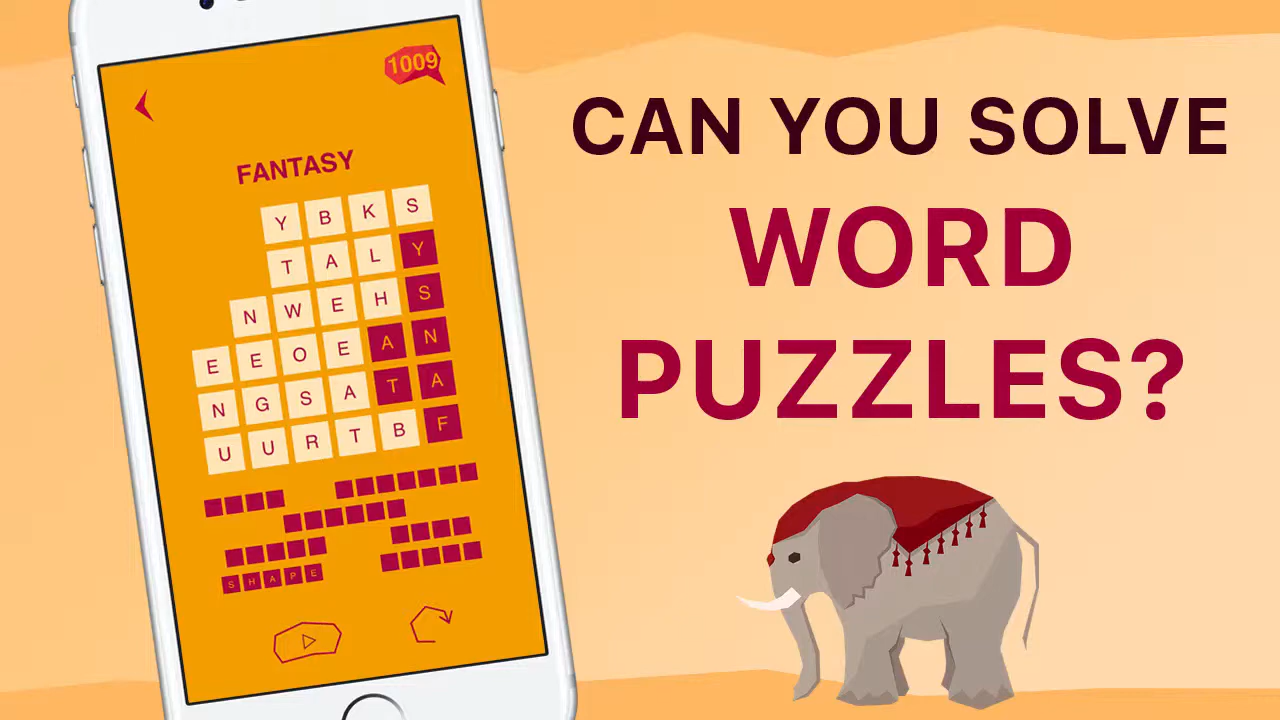 1009
CAN YOU SOLVE
WORD
PUZZLES?
FANTASY
Y B K S
T A L Y
N W E H S
E E O E A N
N G S A T A
U U R T B F
SHAPE